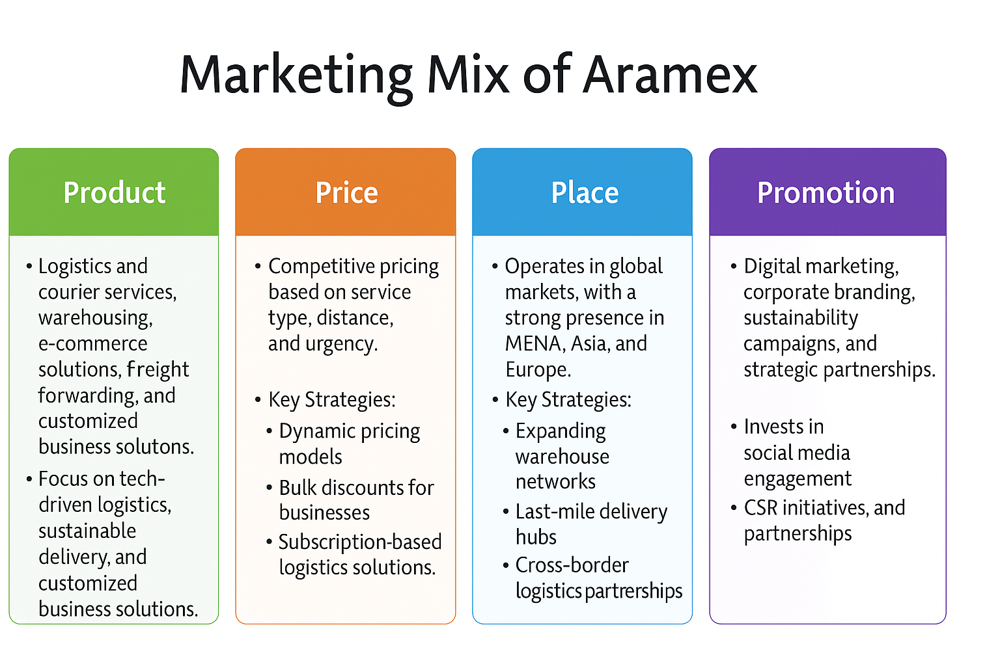 Marketing Mix of Aramex
Product
• Logistics and
courier services,
warehousing,
e-commerce
solutions, freight
forwarding, and
customized
business solutons.
• Focus on tech-
driven logistics,
sustainable
delivery, and
customized
business solutions.
Price
• Competitive pricing
based on service
type, distance,
and urgency.
• Key Strategies:
• Dynamic pricing
models
• Bulk discounts for
businesses
• Subscription-based
logistics solutions.
Place
• Operates in global
markets, with a
strong presence in
MENA, Asia, and
Europe.
• Key Strategies:
• Expanding
warehouse
networks
• Last-mile delivery
hubs
• Cross-border
logistics partrerships
Promotion
• Digital marketing,
corporate branding,
sustainability
campaigns, and
strategic partnerships.
• Invests in
social media
engagement
• CSR initiatives, and
partnerships